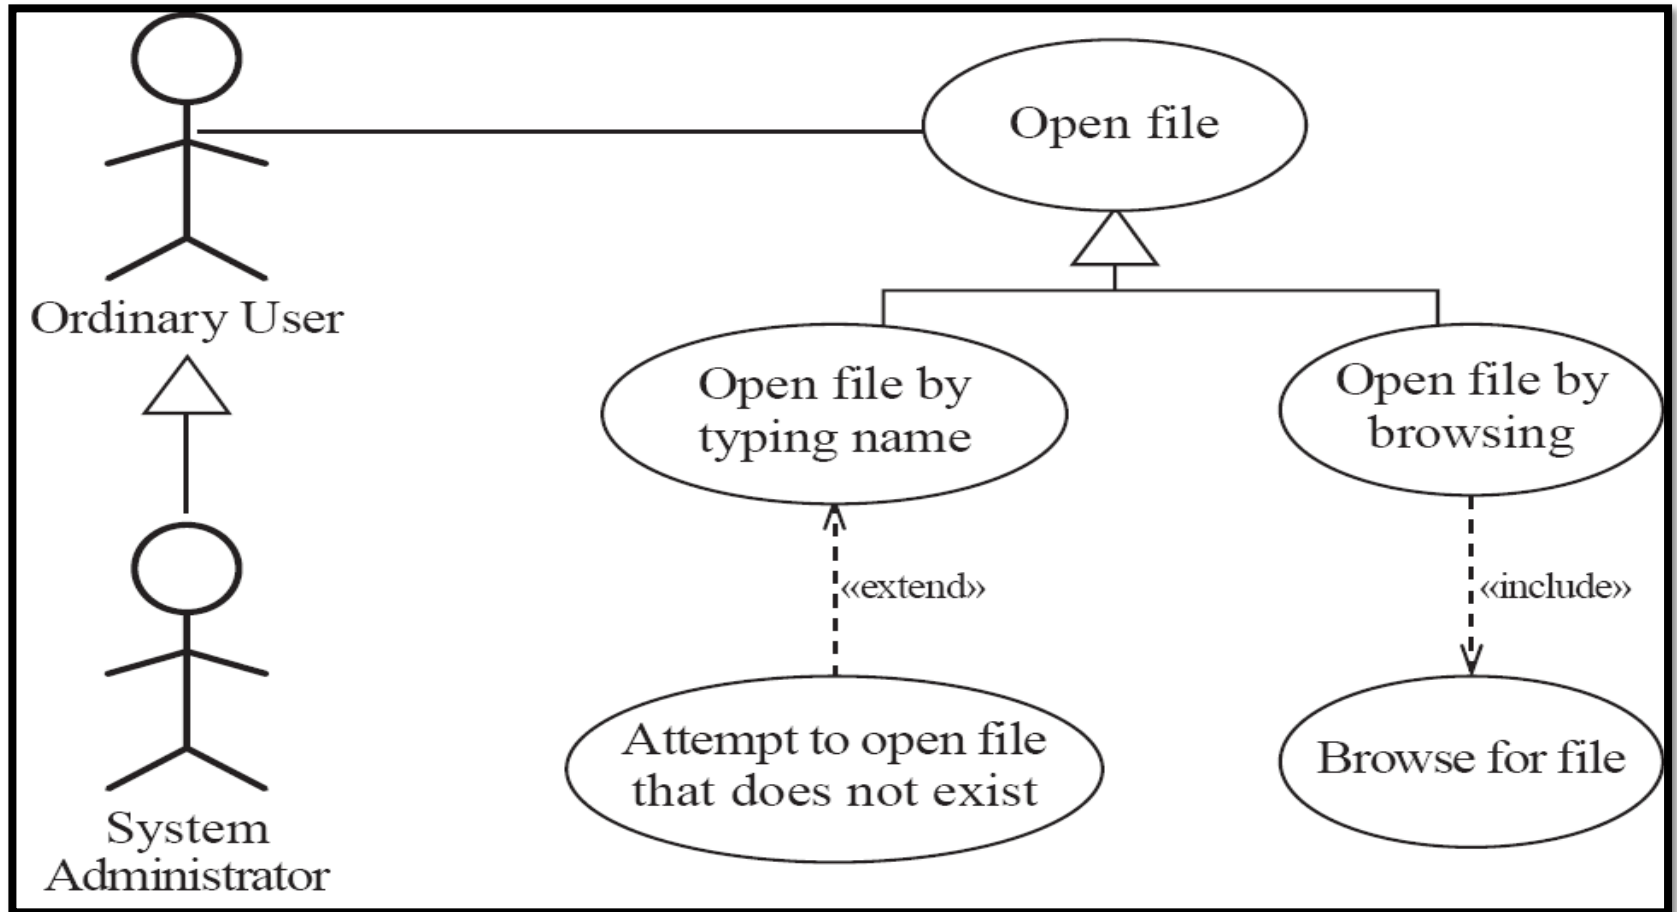 Open file
Ordinary User
Open file by
typing name
Open file by
browsing
«extend»
«include»
Attempt to open file
that does not exist
Browse for file
System
Administrator